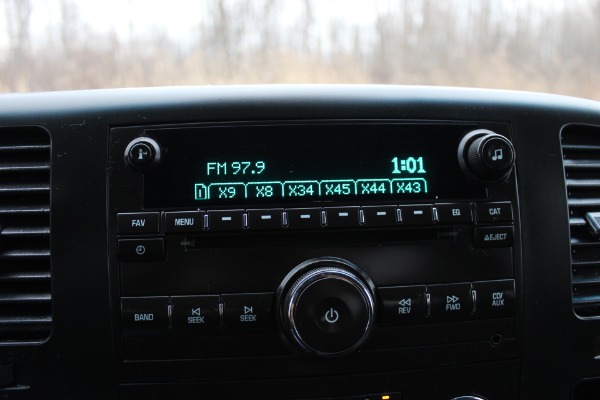 FM 97.9 1:01
1 X9 X8 X34 X45 X44 X43
FAV MENU EQ CAT
EJECT
BAND SEEK SEEK REV FWD CD/AUX